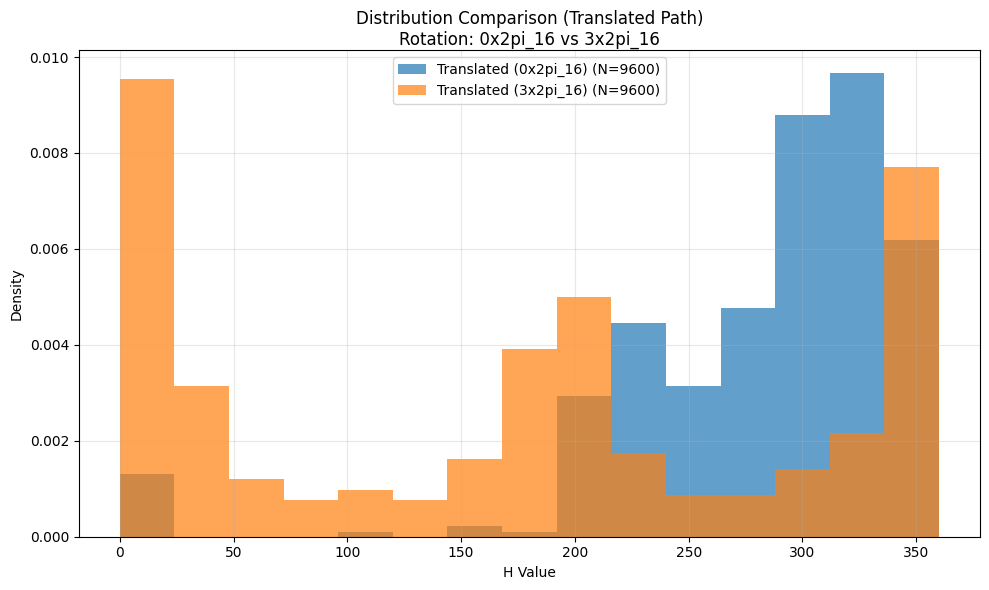 Distribution Comparison (Translated Path)
Rotation: 0x2pi_16 vs 3x2pi_16
Translated (0x2pi_16) (N=9600)
Translated (3x2pi_16) (N=9600)
Density
0.010
0.008
0.006
0.004
0.002
0.000
0 50 100 150 200 250 300 350
H Value